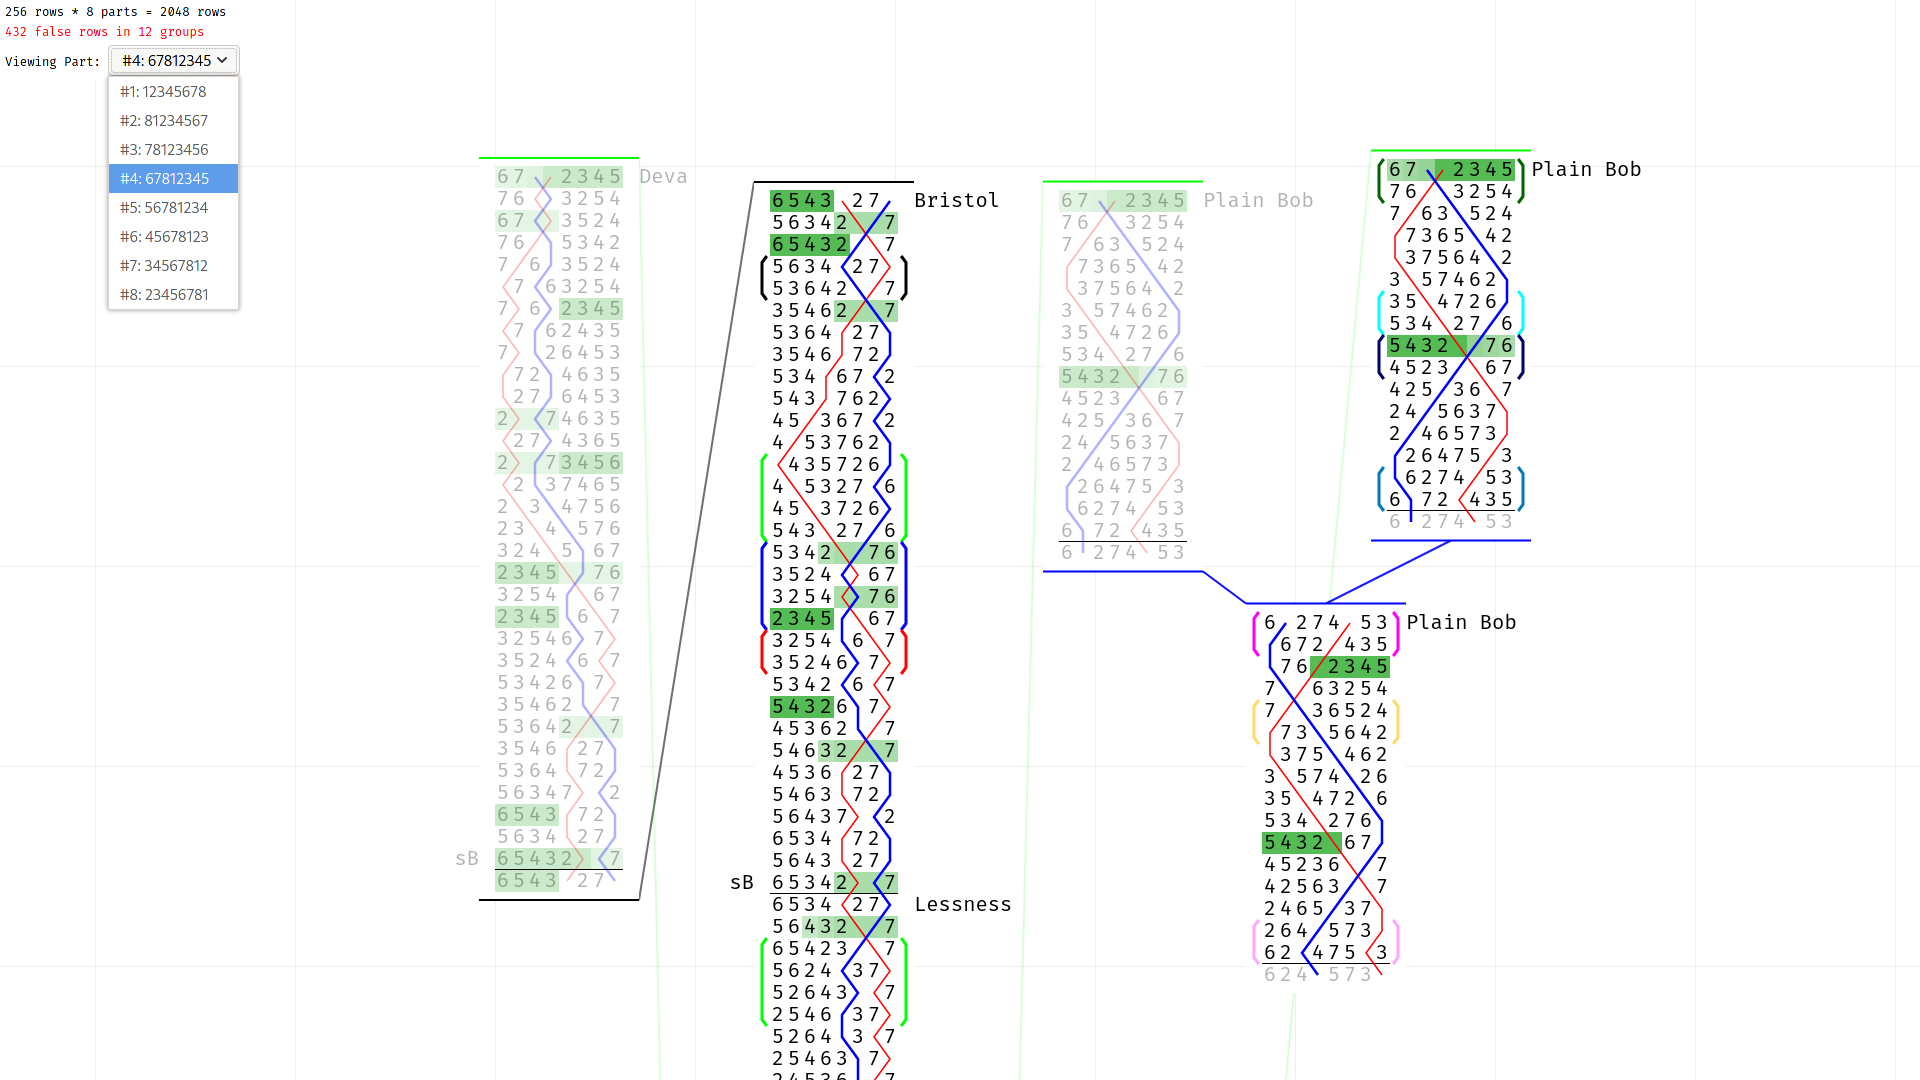 256 rows * 8 parts = 2048 rows
432 false rows in 12 groups
Viewing Part: #4: 67812345
#1: 12345678
#2: 81234567
#3: 78123456
#4: 67812345
#5: 56781234
#6: 45678123
#7: 34567812
#8: 23456781
67 2345 Deva
76 3254
67 3524
76 5342
7 6 3524
7 63254
7 6 2345
7 62435
7 26453
72 4635
27 6453
2 74635
27 4365
2 73456
2 37465
2 3 4756
23 4 576
324 5 67
2345 76
3254 67
2345 6 7
32546 7
3524 6 7
53426 7
35462 7
53642 7
3546 27
5364 72
56347 2
6543 72
5634 27
sB 65432 7
6543 27
6543 27 Bristol
56342 7
65432 7
5634 27
53642 7
35462 7
5364 27
3546 72
534 67 2
543 762
45 367 2
4 53762
435726
4 5327 6
45 3726
543 27 6
5342 76
3524 67
3254 76
2345 67
3254 6 7
35246 7
5342 6 7
54326 7
45362 7
54632 7
4536 27
5463 72
56437 2
6534 72
5643 27
sB 65342 7
6534 27 Lessness
56432 7
65423 7
5624 37
52643 7
2546 37
5264 3 7
25463 7
24536 7
67 2345 Plain Bob
76 3254
7 63 524
7365 42
37564 2
3 57462
35 4726
534 27 6
5432 76
4523 67
425 36 7
24 5637
2 46573
26475 3
6274 53
6 72 435
6 274 53
67 2345 Plain Bob
76 3254
7 63 524
7365 42
37564 2
3 57462
35 4726
534 27 6
5432 76
4523 67
425 36 7
24 5637
2 46573
26475 3
6274 53
6 72 435
6 274 53
6 274 53 Plain Bob
672 435
76 2345
7 63254
7 36524
73 5642
375 462
3 574 26
35 472 6
534 276
5432 67
45236 7
42563 7
2465 37
264 573
62 475 3
624 573